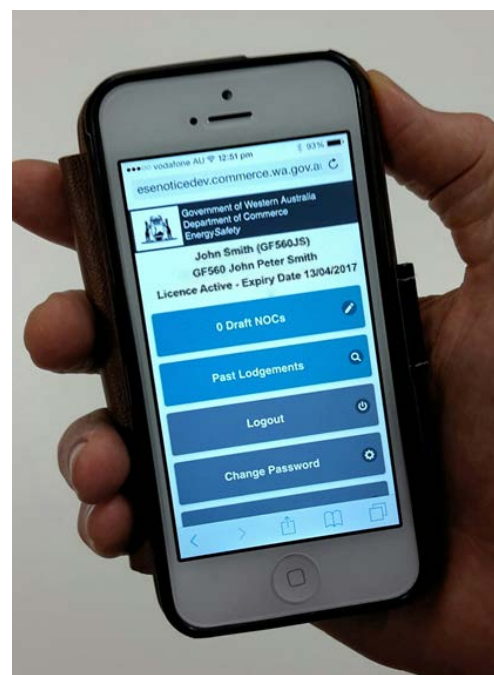 vodafone AU 12:51 pm 93%
esenoticedev.commerce.wa.gov.a
Government of Western Australia
Department of Commerce
EnergySafety
John Smith (GF560JS)
GF560 John Peter Smith
Licence Active - Expiry Date 13/04/2017
0 Draft NOCs
Past Lodgements
Logout
Change Password